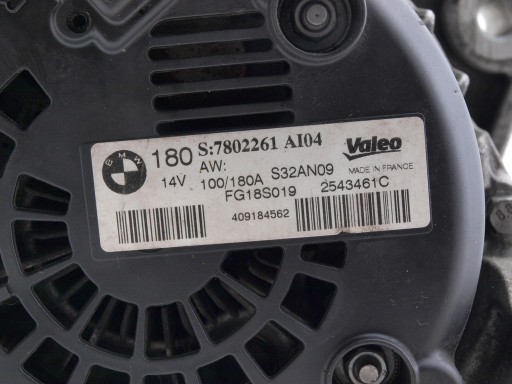 BMW 180 S:7802261 AI04 Valeo
AW:
14V 100/180A S32AN09 MADE IN FRANCE
FG18S019 2543461C
409184562